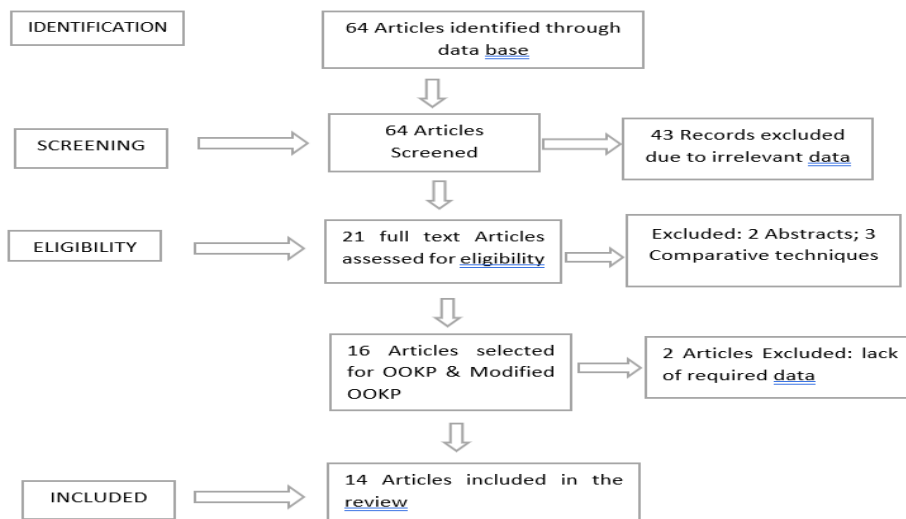 IDENTIFICATION
64 Articles identified through
data base
SCREENING
64 Articles
Screened
43 Records excluded
due to irrelevant data
ELIGIBILITY
21 full text Articles
assessed for eligibility
Excluded: 2 Abstracts; 3
Comparative techniques
16 Articles selected
for OOKP & Modified
OOKP
2 Articles Excluded: lack
of required data
INCLUDED
14 Articles included in the
review